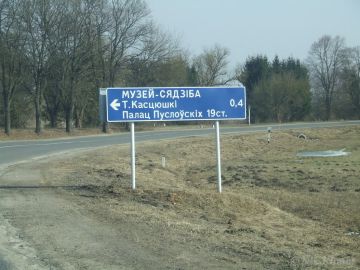 МУЗЕЙ-СЯДЗІБА
Т.Касцюшкі 0,4
Палац Пуслоўскіх 19ст.